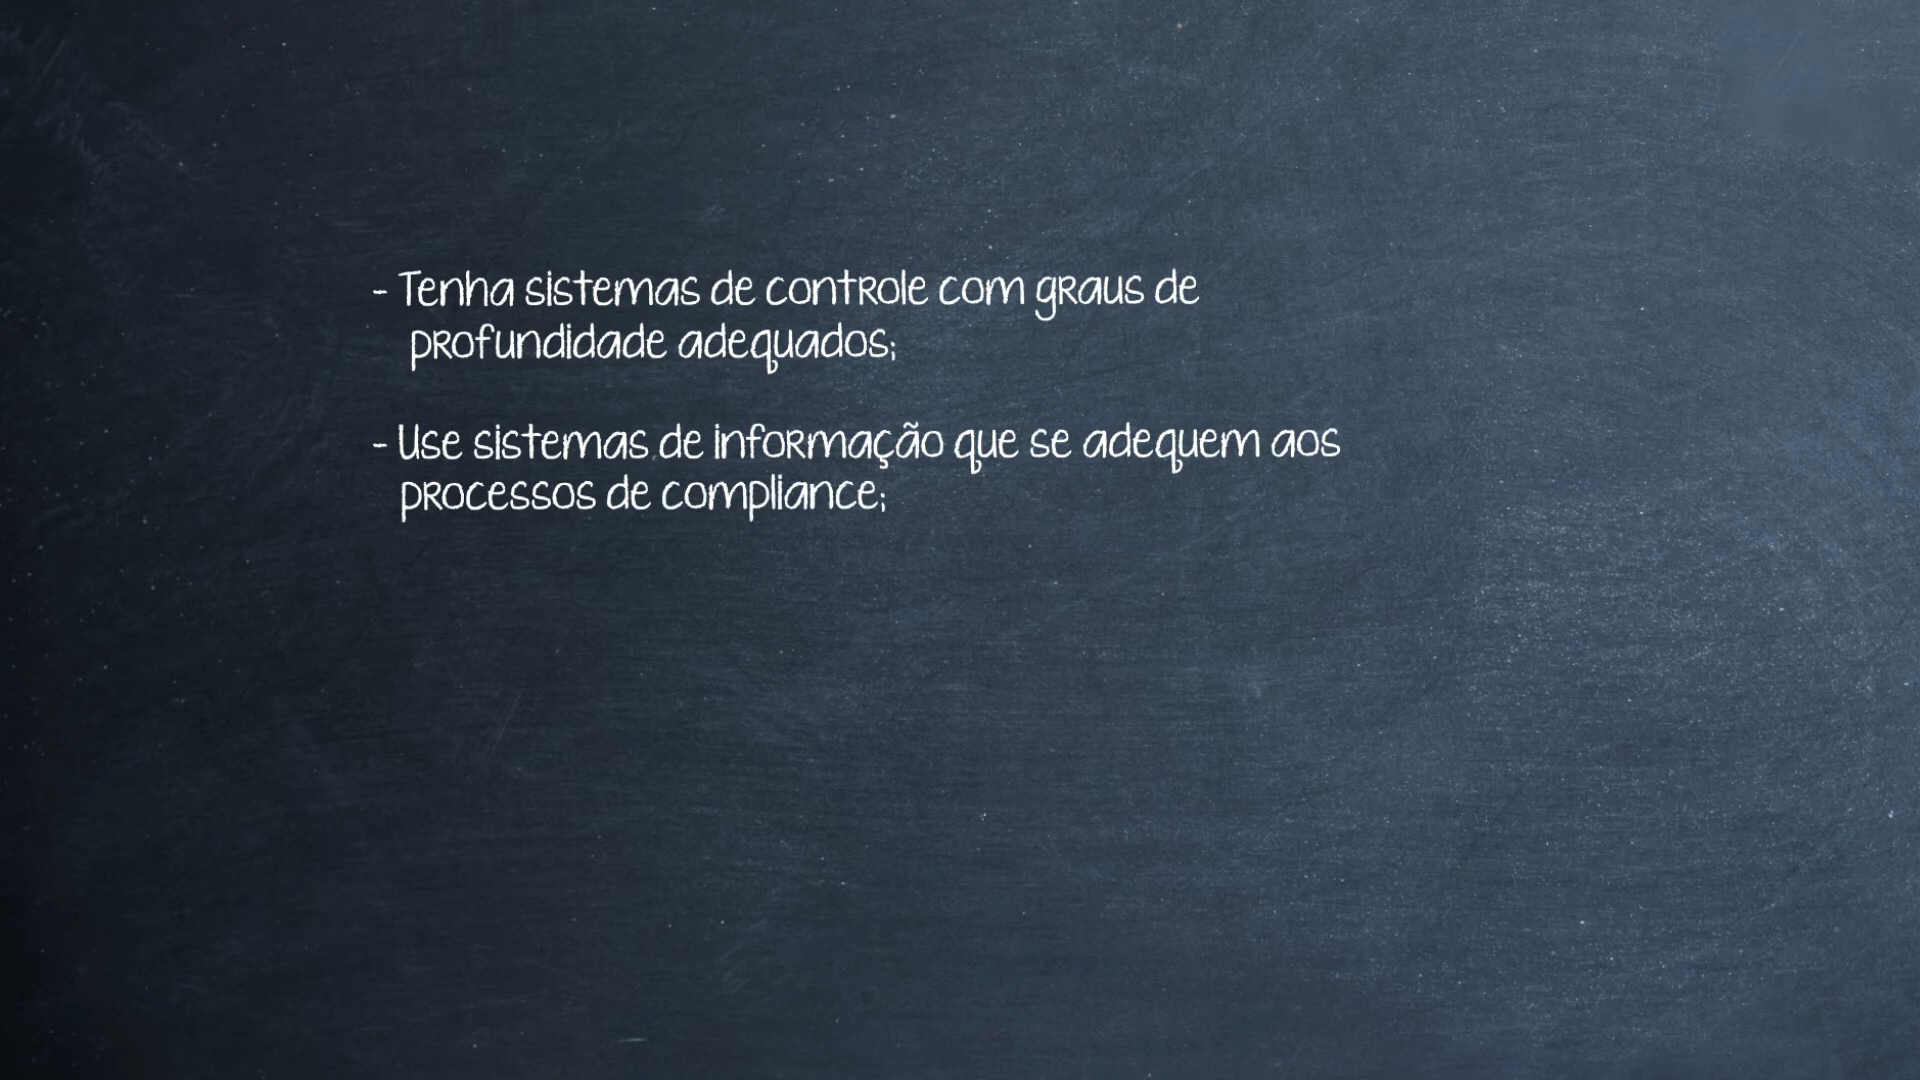 - Tenha sistemas de controle com graus de
profundidade adequados;
- Use sistemas de informação que se adequem aos
processos de compliance;